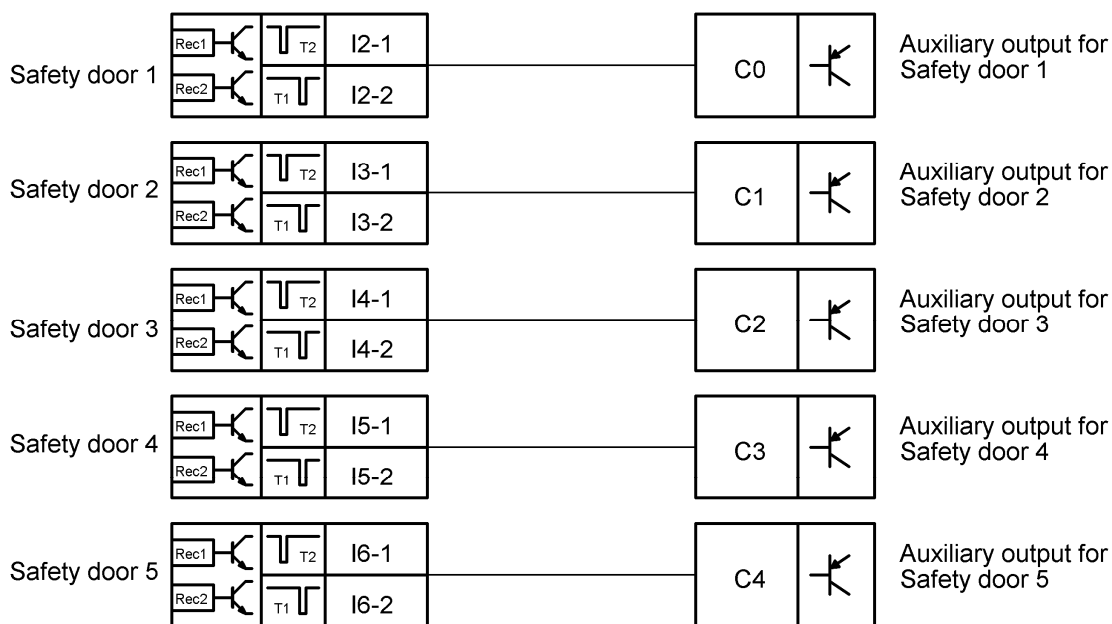 Safety door 1
Rec1
T2
I2-1
Rec2
T1
I2-2
C0
Auxiliary output for
Safety door 1
Safety door 2
Rec1
T2
I3-1
Rec2
T1
I3-2
C1
Auxiliary output for
Safety door 2
Safety door 3
Rec1
T2
I4-1
Rec2
T1
I4-2
C2
Auxiliary output for
Safety door 3
Safety door 4
Rec1
T2
I5-1
Rec2
T1
I5-2
C3
Auxiliary output for
Safety door 4
Safety door 5
Rec1
T2
I6-1
Rec2
T1
I6-2
C4
Auxiliary output for
Safety door 5